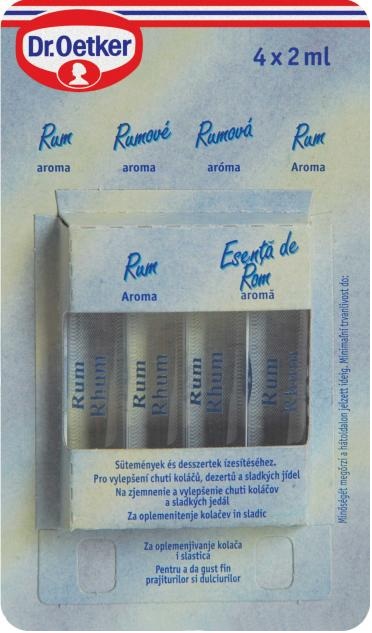 Dr.Oetker
4 x 2 ml
Rum Rumové Rumová Rum
aroma aroma aróma Aroma
Rum
Aroma
Esență de
Rom
aromă
Rum
Rhum
Rum
Rhum
Rum
Rhum
Rum
Rhum
Sütemények és desszertek ízesítéséhez.
Pro vylepšení chuti koláčů, dezertů a sladkých jídel
Na zjemnenie a vylepšenie chuti koláčov
a sladkých jedál
Za oplemenitenje kolačev in sladic
Za oplemenjivanje kolača
i slastica
Pentru a da gust fin
prajiturilor si dulciurilor
Minőségét megőrzi a hátoldalon jelzett ideig. Minimální trvanlivost do: